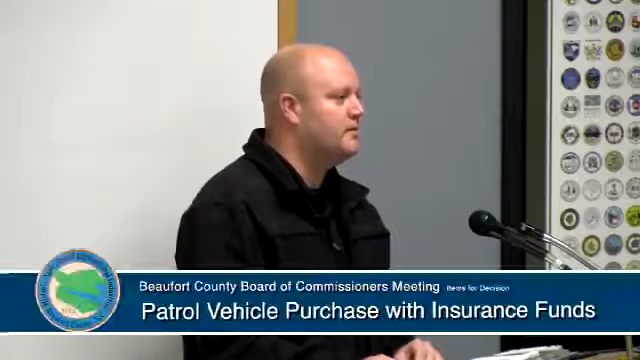 Beaufort County Board of Commissioners Meeting Items for Decision
Patrol Vehicle Purchase with Insurance Funds